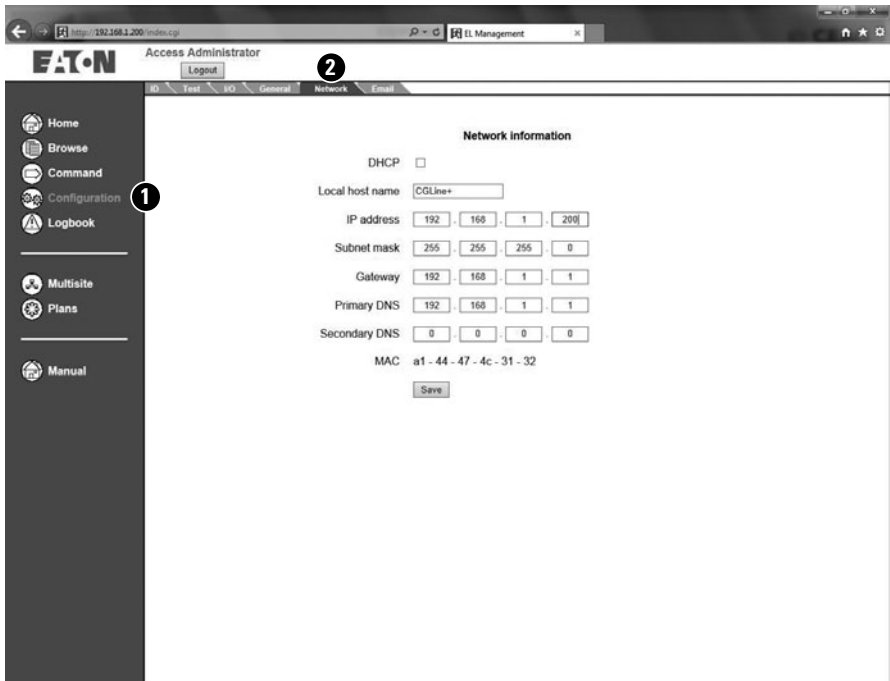 http://192.168.1.200/index.cgi
EL Management
EATON
Access Administrator
Logout
2
ID Test I/O General Network Email
Home
Browse
Command
Configuration 1
Logbook
Multisite
Plans
Manual
Network information
DHCP
Local host name CGLine+
IP address 192 . 168 . 1 . 200
Subnet mask 255 . 255 . 255 . 0
Gateway 192 . 168 . 1 . 1
Primary DNS 192 . 168 . 1 . 1
Secondary DNS 0 . 0 . 0 . 0
MAC a1 - 44 - 47 - 4c - 31 - 32
Save